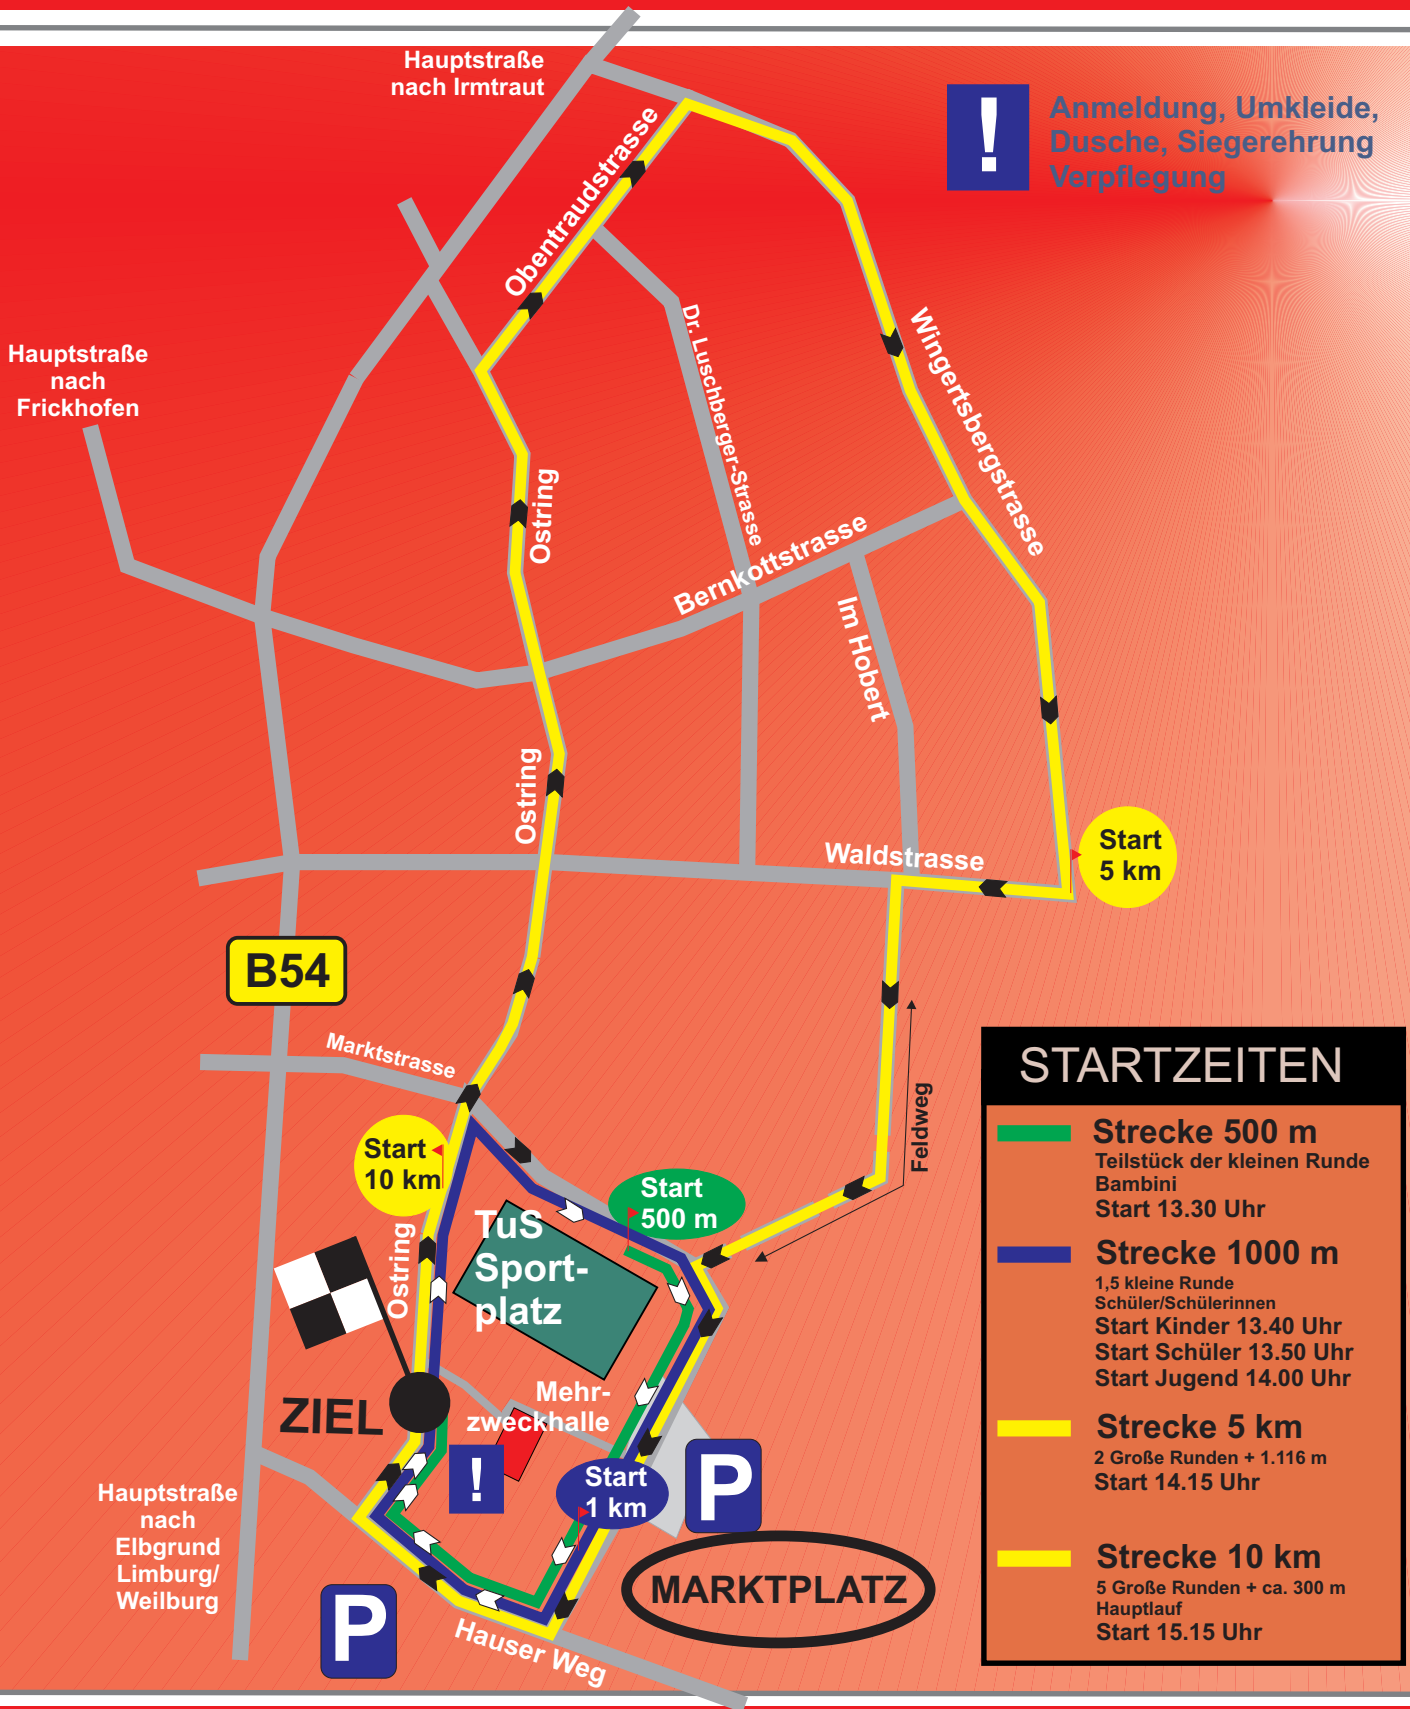 Hauptstraße
nach Irmtraut
!
Anmeldung, Umkleide,
Dusche, Siegerehrung
Verpflegung
Obentraudstrasse
Hauptstraße
nach
Frickhofen
Dr. Luschberger-Strasse
Wingertsbergstrasse
Ostring
Bernkottstrasse
Im Hobert
Ostring
Waldstrasse
Start
5 km
B54
Marktstrasse
Feldweg
Start
10 km
Start
500 m
Ostring
TuS
Sport-
platz
ZIEL
Mehr-
zweckhalle
!
Start
1 km
P
Hauptstraße
nach
Elbgrund
Limburg/
Weilburg
P
MARKTPLATZ
Hauser Weg
STARTZEITEN
Strecke 500 m
Teilstück der kleinen Runde
Bambini
Start 13.30 Uhr
Strecke 1000 m
1,5 kleine Runde
Schüler/Schülerinnen
Start Kinder 13.40 Uhr
Start Schüler 13.50 Uhr
Start Jugend 14.00 Uhr
Strecke 5 km
2 Große Runden + 1.116 m
Start 14.15 Uhr
Strecke 10 km
5 Große Runden + ca. 300 m
Hauptlauf
Start 15.15 Uhr